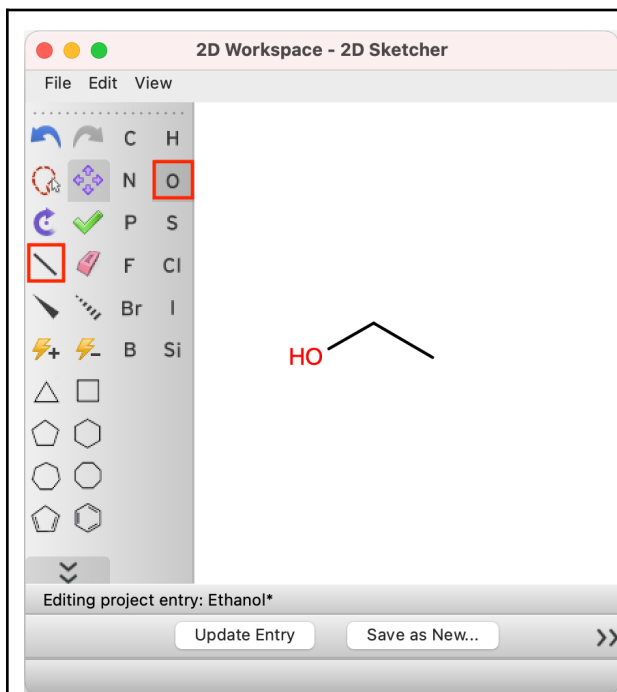 2D Workspace - 2D Sketcher
File Edit View
C H
N O
P S
F Cl
Br I
+ - B Si
HO
Editing project entry: Ethanol*
Update Entry Save as New...